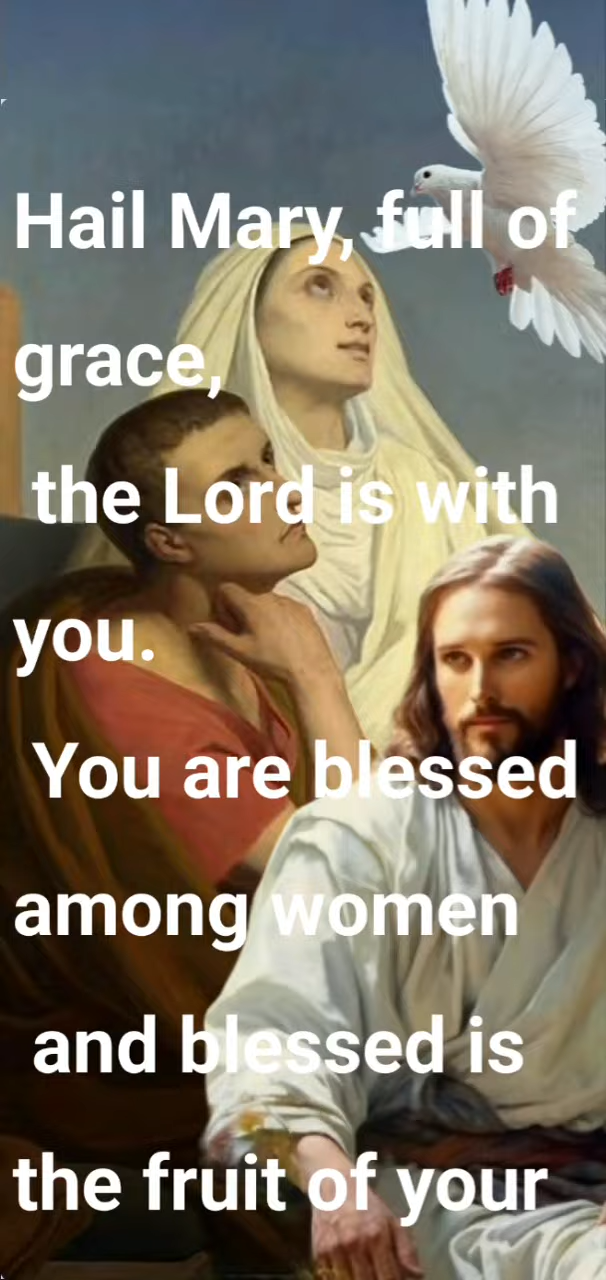 Hail Mary, full of
grace,
the Lord is with
you.
You are blessed
among women
and blessed is
the fruit of your